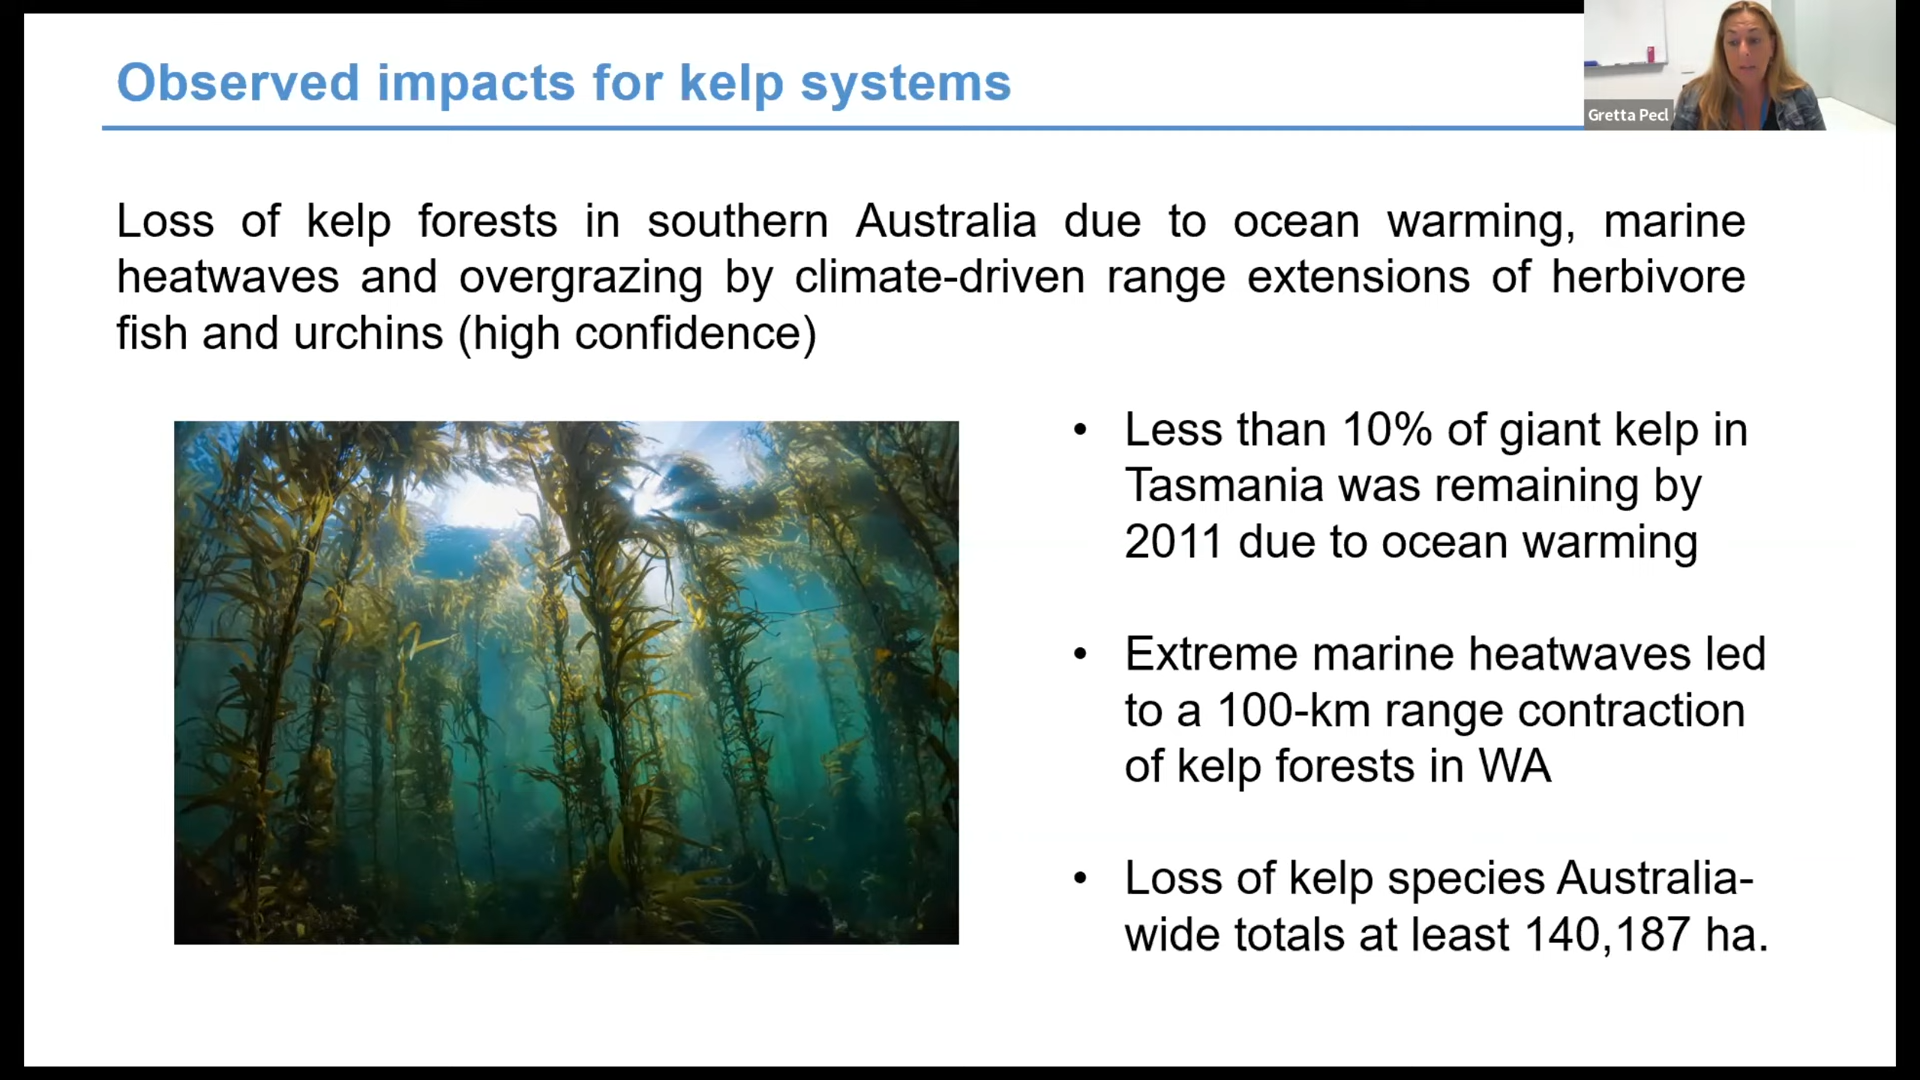 Observed impacts for kelp systems
Gretta Pecl
Loss of kelp forests in southern Australia due to ocean warming, marine
heatwaves and overgrazing by climate-driven range extensions of herbivore
fish and urchins (high confidence)
• Less than 10% of giant kelp in
Tasmania was remaining by
2011 due to ocean warming
• Extreme marine heatwaves led
to a 100-km range contraction
of kelp forests in WA
• Loss of kelp species Australia-
wide totals at least 140,187 ha.